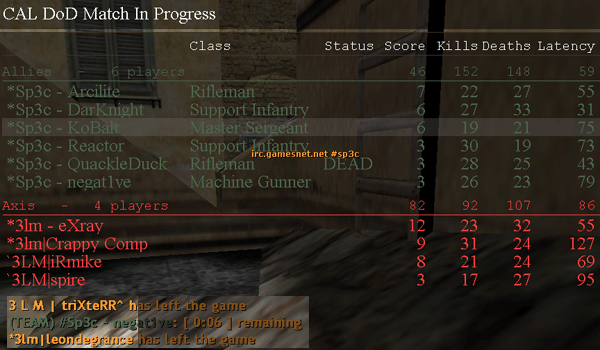 CAL DoD Match In Progress
Class Status Score Kills Deaths Latency
Allies - 6 players 46 152 148 59
*Sp3c - Arcilite Rifleman 7 22 27 55
*Sp3c - DarKnight Support Infantry 6 27 33 31
*Sp3c - KoBalt Master Sergeant 6 19 21 75
*Sp3c - Reactor Support Infantry 3 30 19 73
irc.gamesnet.net #sp3c
*Sp3c - QuackleDuck Rifleman DEAD 3 28 25 43
*Sp3c - negat1ve Machine Gunner 3 26 23 79
Axis - 4 players 82 92 107 86
*3lm - eXray 12 23 32 55
*3lm|Crappy Comp 9 31 24 127
`3LM|iRmike 8 21 24 69
`3LM|spire 3 17 27 95
3 L M | triXteRR^ has left the game
(TEAM) #Sp3c - negat1ve: [ 0:06 ] remaining
*3lm|leondegrance has left the game